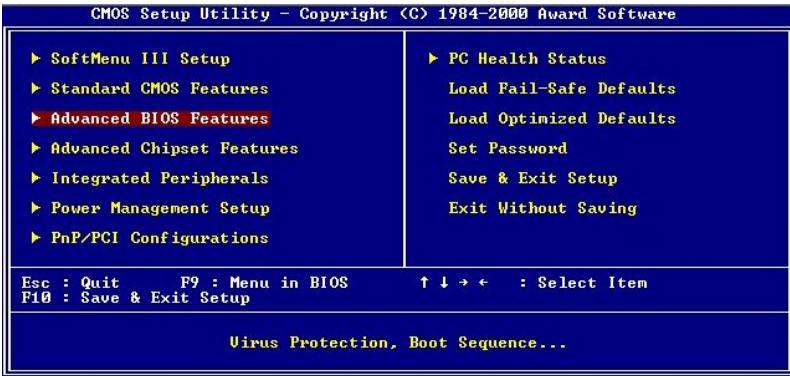 CMOS Setup Utility - Copyright (C) 1984-2000 Award Software
▶ SoftMenu III Setup
▶ Standard CMOS Features
▶ Advanced BIOS Features
▶ Advanced Chipset Features
▶ Integrated Peripherals
▶ Power Management Setup
▶ PnP/PCI Configurations
▶ PC Health Status
Load Fail-Safe Defaults
Load Optimized Defaults
Set Password
Save & Exit Setup
Exit Without Saving
Esc : Quit F9 : Menu in BIOS ↑ ↓ → ← : Select Item
F10 : Save & Exit Setup
Virus Protection, Boot Sequence...